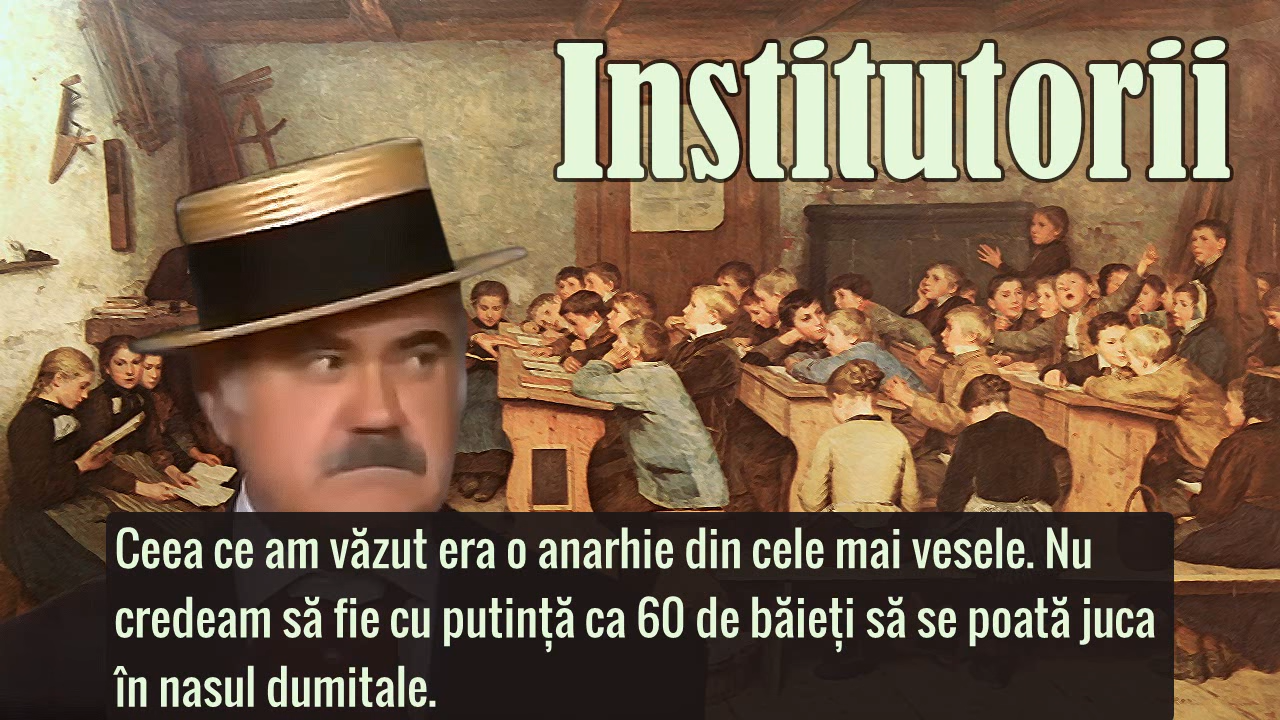 Institutorii
Ceea ce am văzut era o anarhie din cele mai vesele. Nu
credeam să fie cu putință ca 60 de băieți să se poată juca
în nasul dumitale.